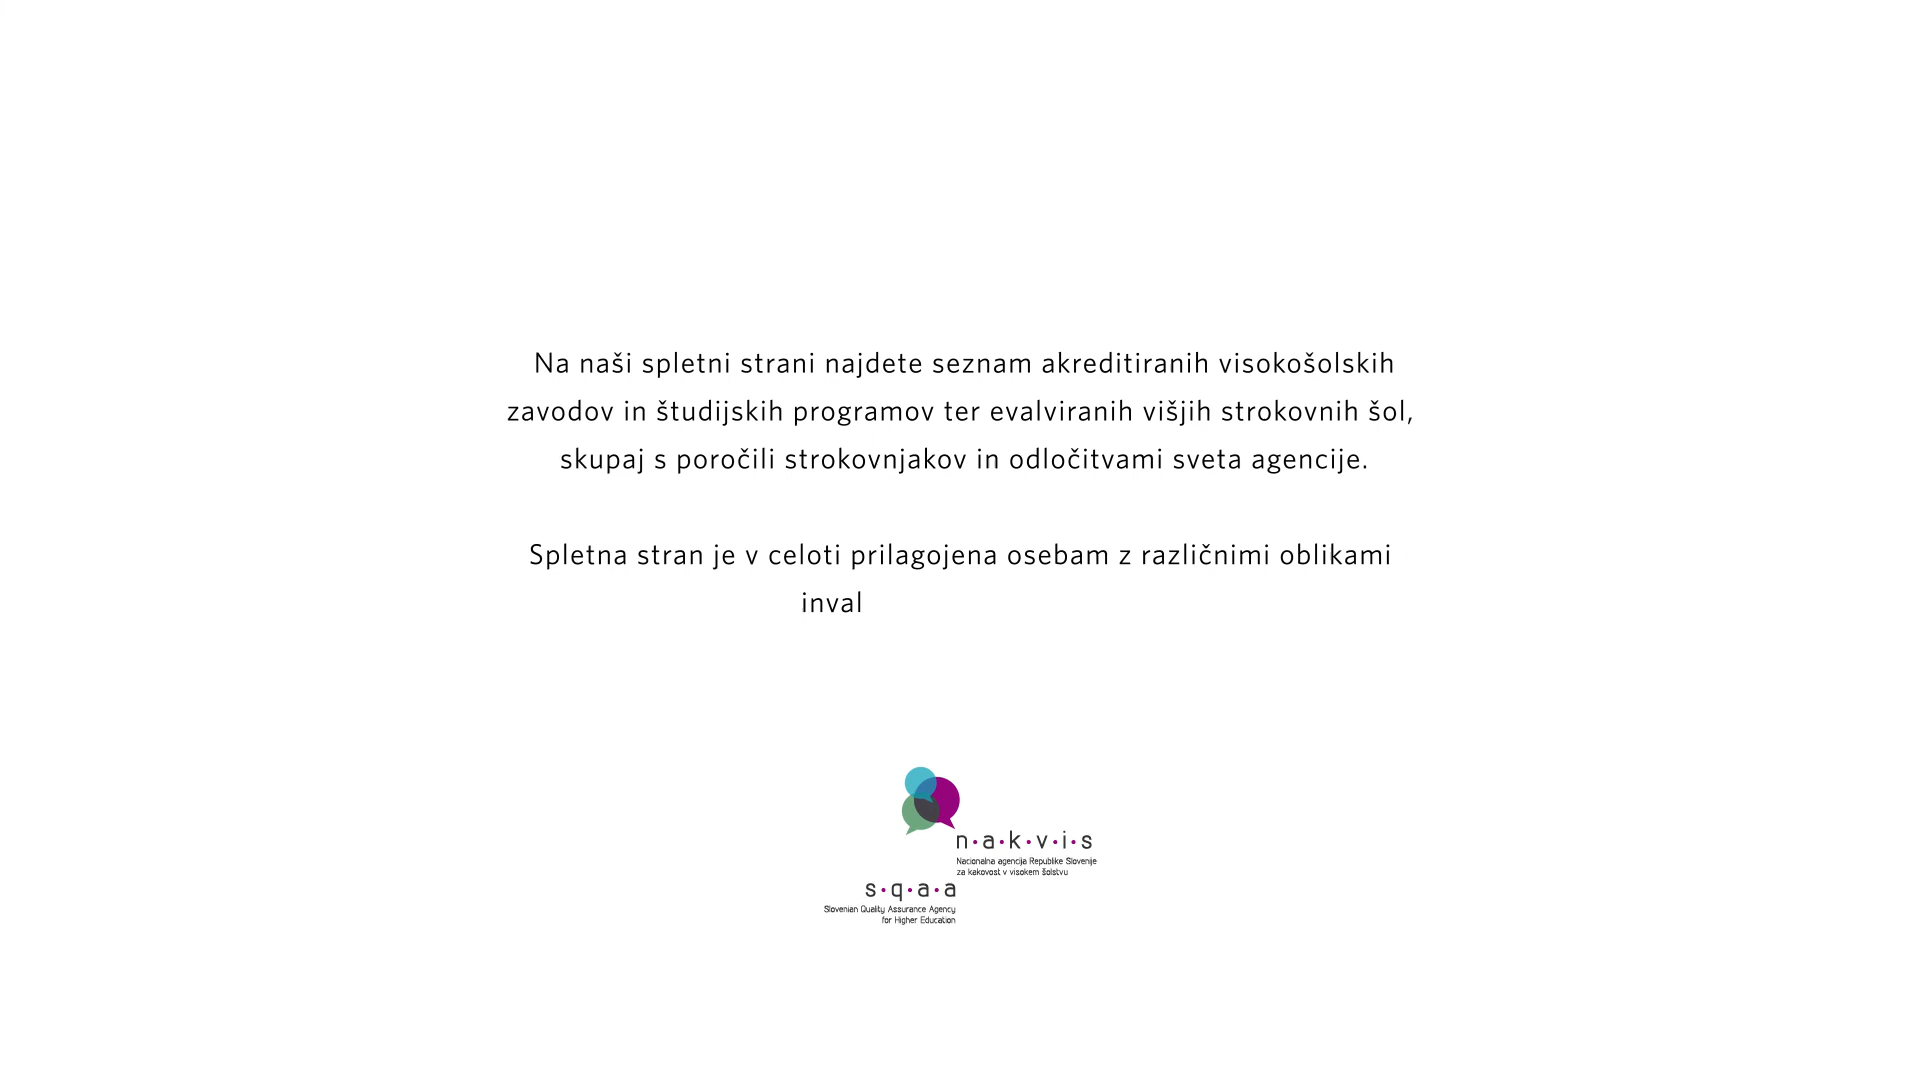 Na naši spletni strani najdete seznam akreditiranih visokošolskih
zavodov in študijskih programov ter evalviranih višjih strokovnih šol,
skupaj s poročili strokovnjakov in odločitvami sveta agencije.
Spletna stran je v celoti prilagojena osebam z različnimi oblikami
inval
n•a•k•v•i•s
Nacionalna agencija Republike Slovenije
za kakovost v visokem šolstvu
s•q•a•a
Slovenian Quality Assurance Agency
for Higher Education